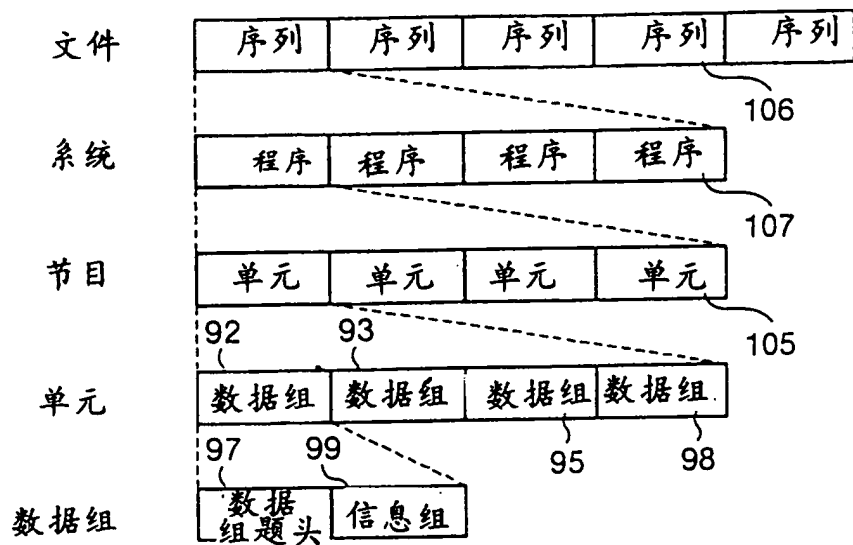 文件 序列 序列 序列 序列 序列
106
系统 程序 程序 程序 程序
107
节目 单元 单元 单元 单元
105
92 93
单元 数据组 数据组 数据组 数据组
97 99 95 98
数据组 数据 信息组
组题头